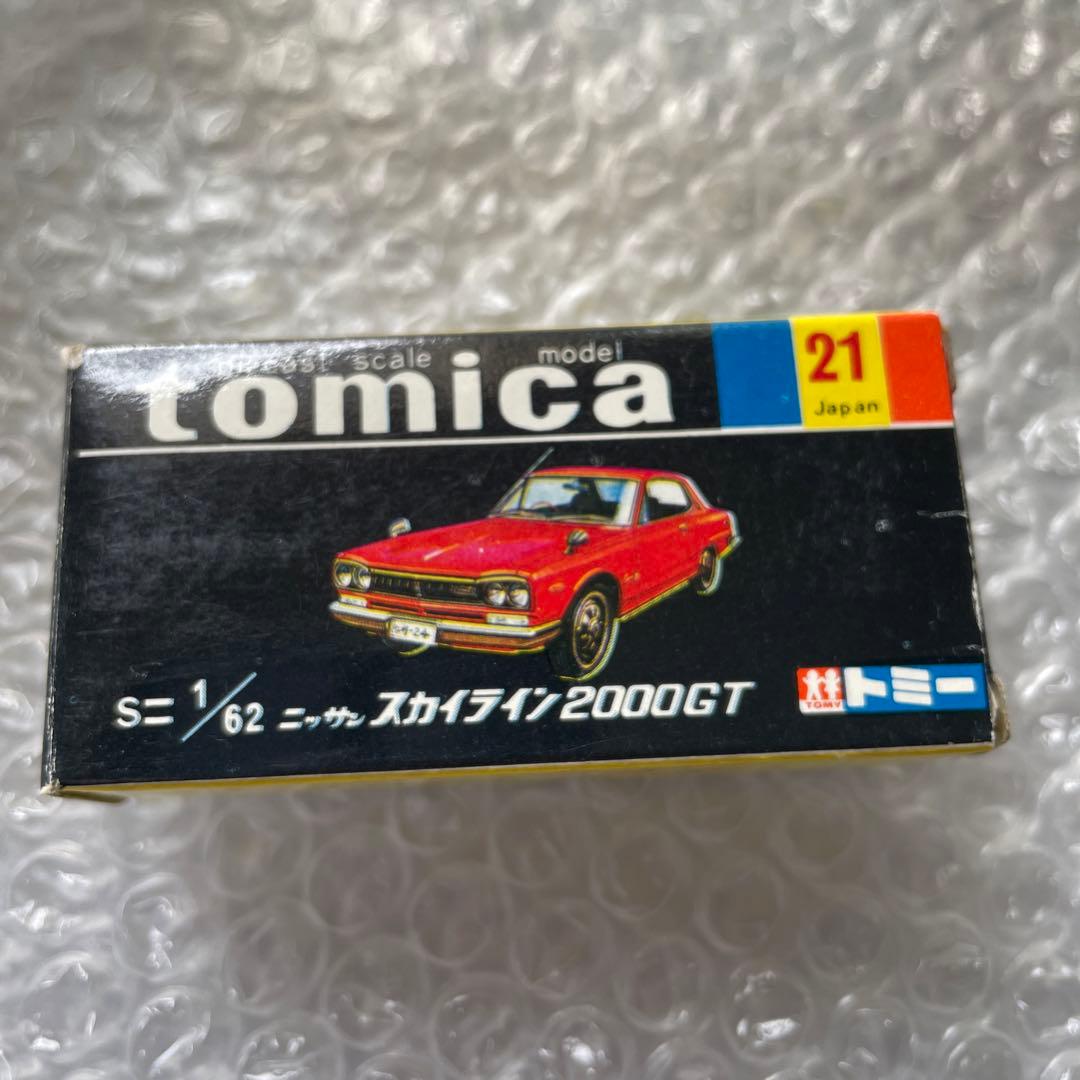 diecast scale model
tomica
21
Japan
S= 1/62 ニッサン スカイライン2000GT
TOMY
トミー